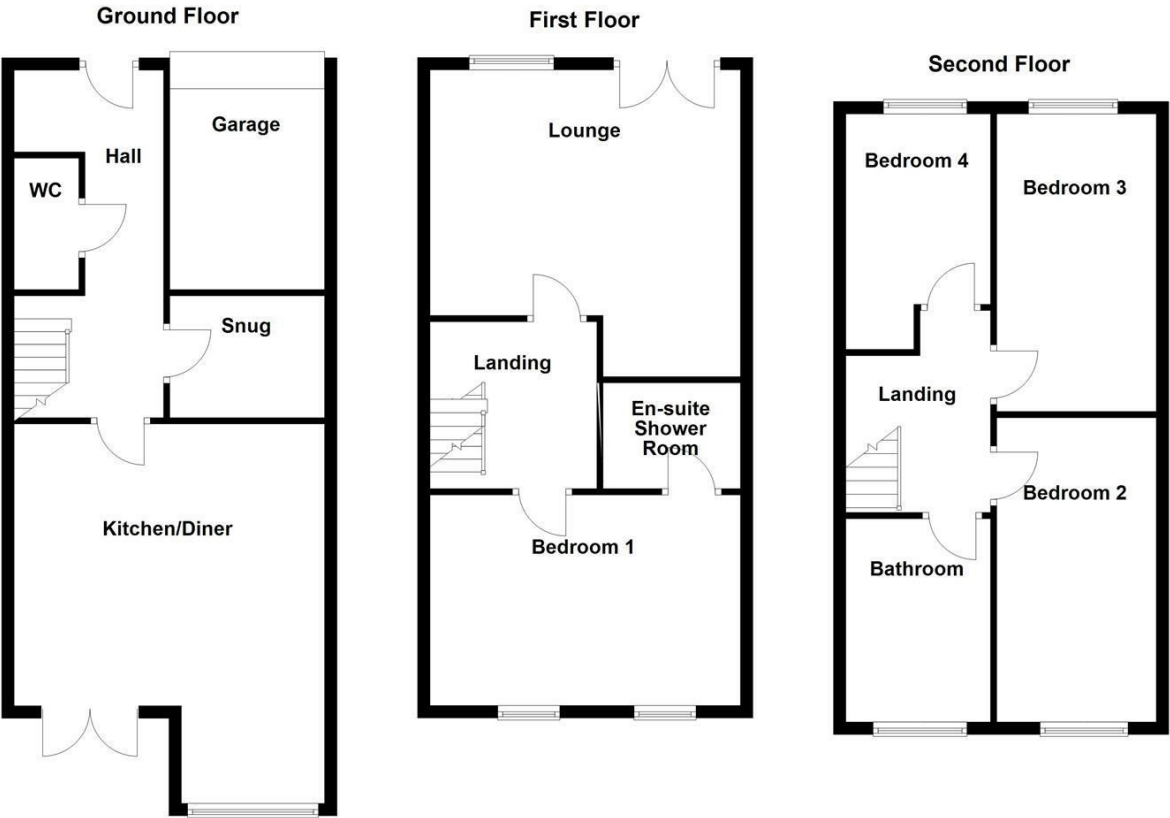 Ground Floor
Garage
Hall
WC
Snug
Kitchen/Diner
First Floor
Lounge
Landing
En-suite
Shower
Room
Bedroom 1
Second Floor
Bedroom 4
Bedroom 3
Landing
Bedroom 2
Bathroom